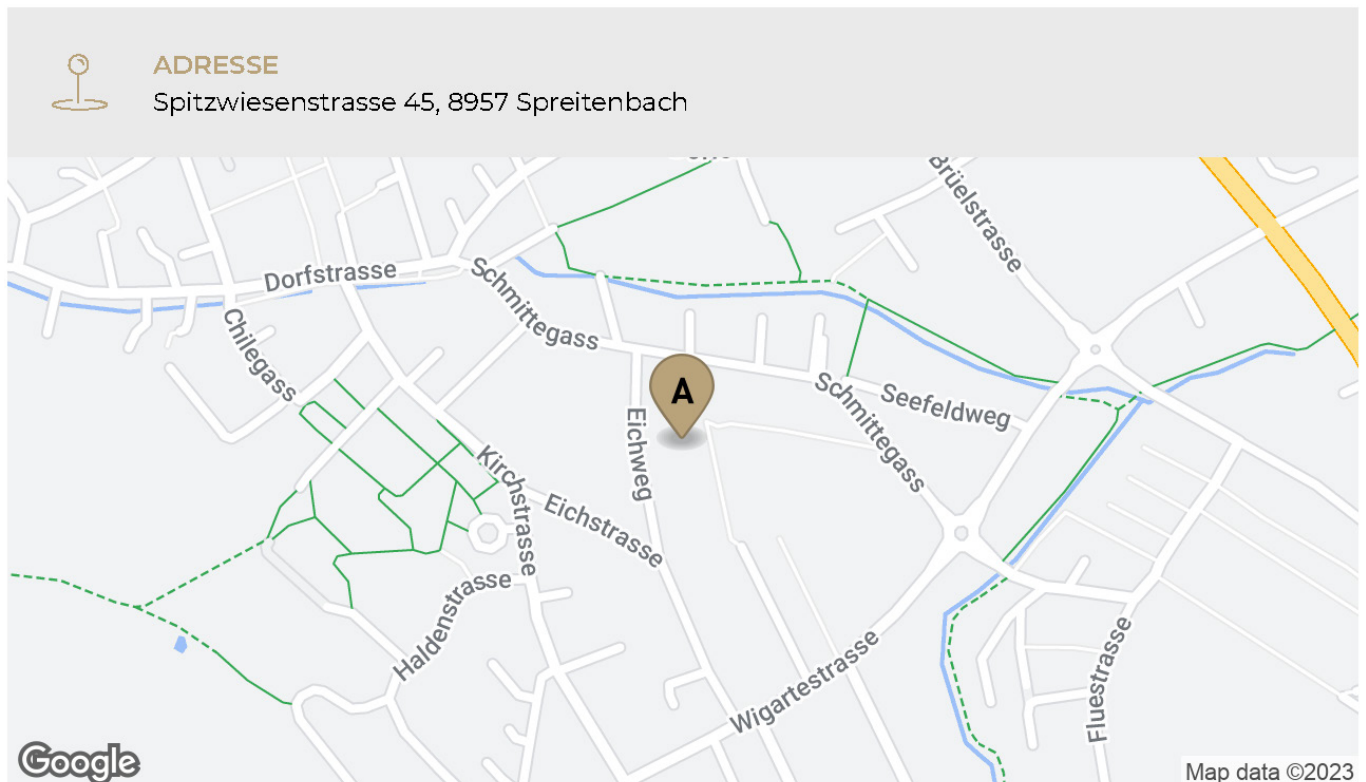 ADRESSE
Spitzwiesenstrasse 45, 8957 Spreitenbach
Brüelstrasse
Dorfstrasse
Schmittegass
Chilegass
A
Schmittegass
Seefeldweg
Eichweg
Kirchstrasse
Eichstrasse
Haldenstrasse
Wigartestrasse
Fluestrasse
Google
Map data ©2023